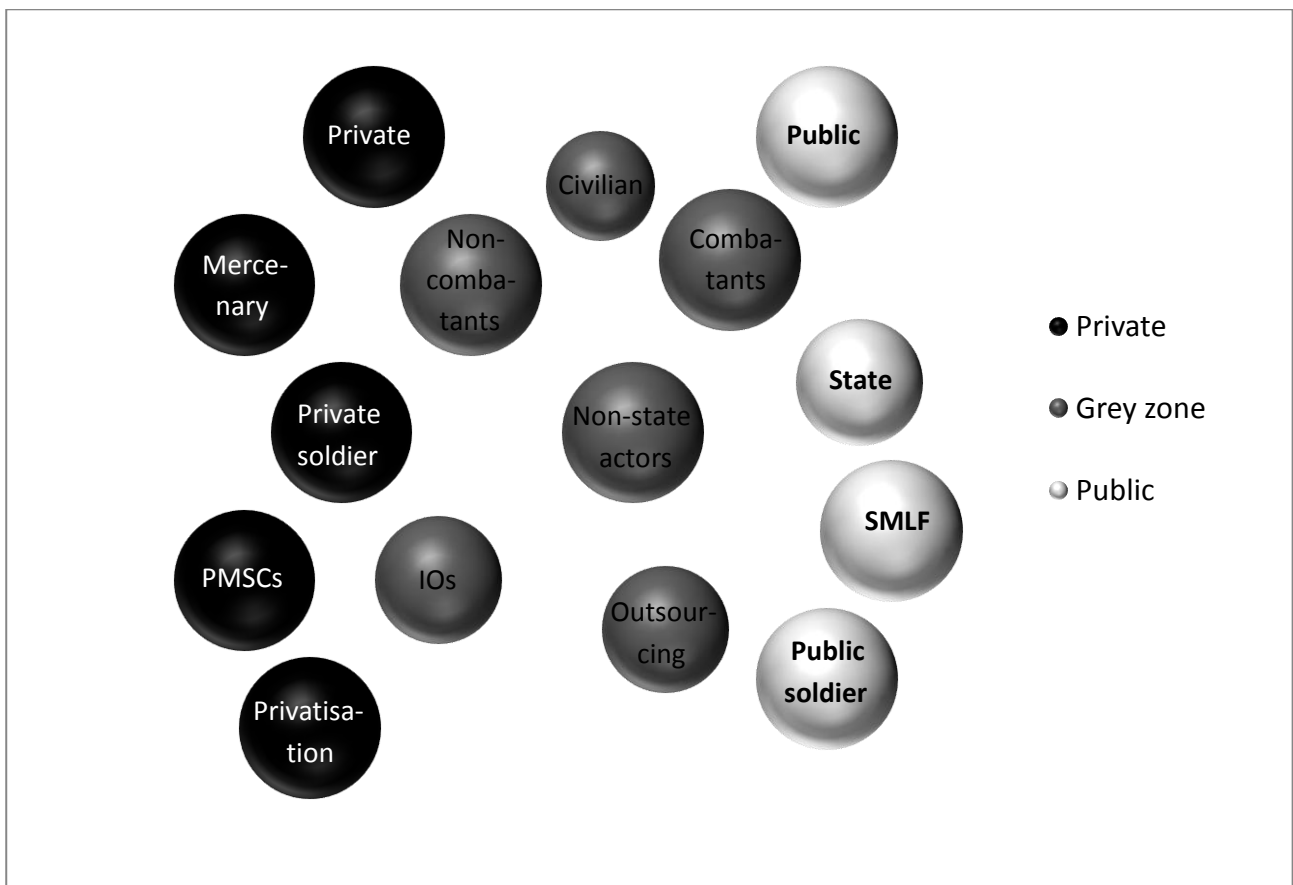 Private
Public
Civilian
Non-
comba-
tants
Comba-
tants
Merce-
nary
State
Private
soldier
Non-state
actors
SMLF
PMSCs
IOs
Outsour-
cing
Public
soldier
Privatisa-
tion
Private
Grey zone
Public